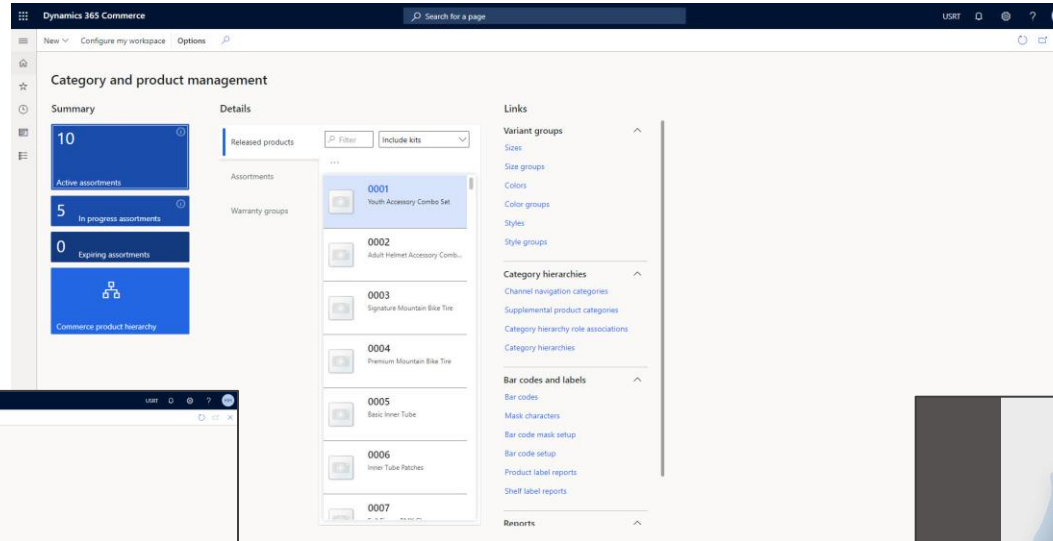 Dynamics 365 Commerce
Search for a page
USRT
?
New
Configure my workspace
Options
Category and product management
Summary
10
Active assortments
5
In progress assortments
0
Expiring assortments
Commerce product hierarchy
Details
Released products
Assortments
Warranty groups
Filter
Include kits
...
0001
Youth Accessory Combo Set
0002
Adult Helmet Accessory Comb...
0003
Signature Mountain Bike Tire
0004
Premium Mountain Bike Tire
0005
Basic Inner Tube
0006
Inner Tube Patches
0007
Links
Variant groups
Sizes
Size groups
Colors
Color groups
Styles
Style groups
Category hierarchies
Channel navigation categories
Supplemental product categories
Category hierarchy role associations
Category hierarchies
Bar codes and labels
Bar codes
Mask characters
Bar code mask setup
Bar code setup
Product label reports
Shelf label reports
Reports
USRT
?